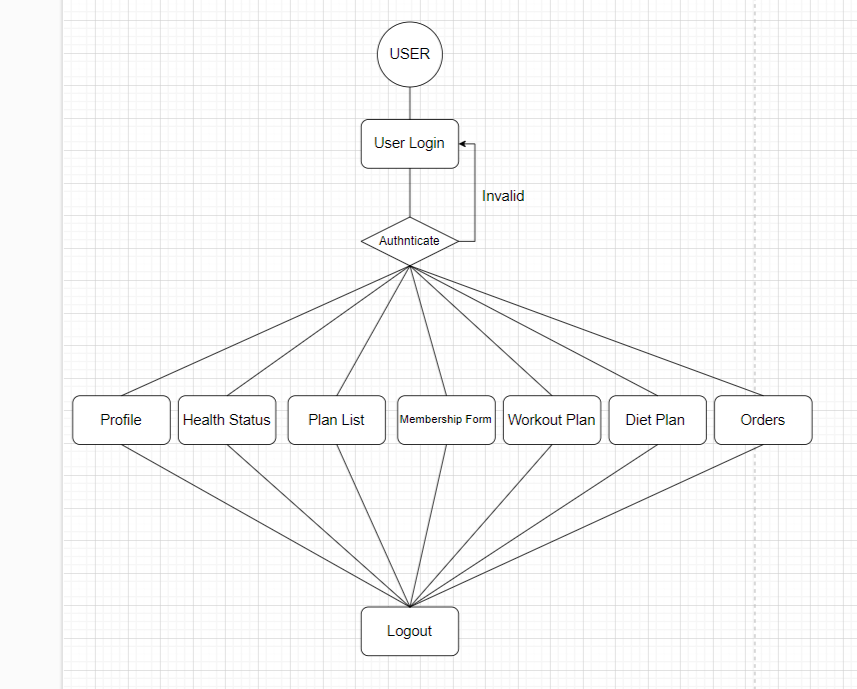 USER
User Login
Invalid
Authnticate
Profile
Health Status
Plan List
Membership Form
Workout Plan
Diet Plan
Orders
Logout